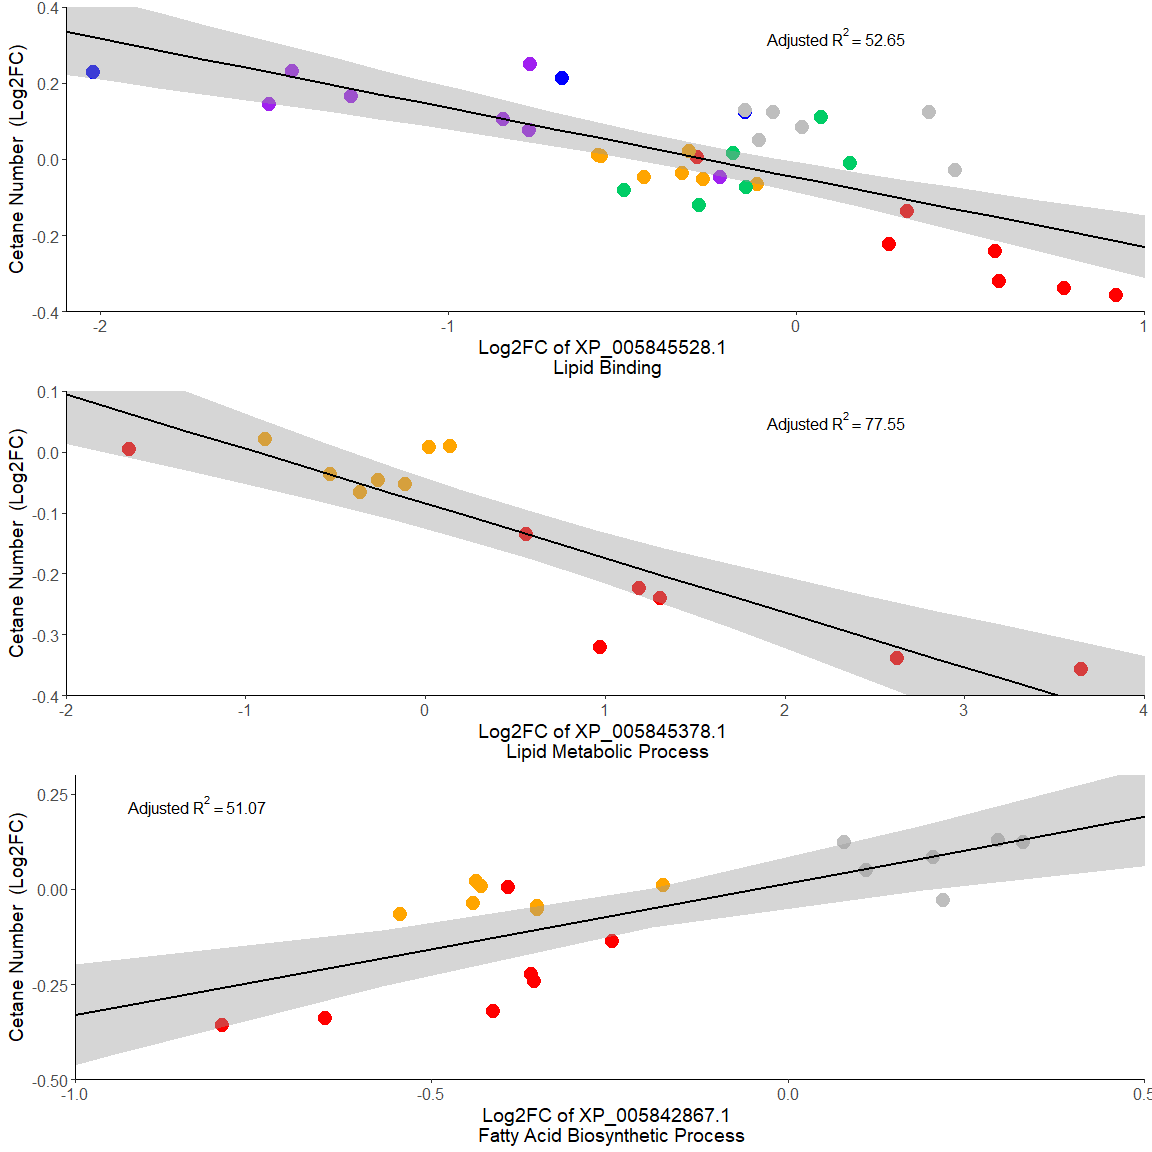 0.4
Adjusted R2 = 52.65
0.2
0.0
-0.2
-0.4
Cetane Number (Log2FC)
-2 -1 0 1
Log2FC of XP_005845528.1
Lipid Binding
0.1
Adjusted R2 = 77.55
0.0
-0.1
-0.2
-0.3
-0.4
Cetane Number (Log2FC)
-2 -1 0 1 2 3 4
Log2FC of XP_005845378.1
Lipid Metabolic Process
0.25
Adjusted R2 = 51.07
0.00
-0.25
-0.50
Cetane Number (Log2FC)
-1.0 -0.5 0.0 0.5
Log2FC of XP_005842867.1
Fatty Acid Biosynthetic Process